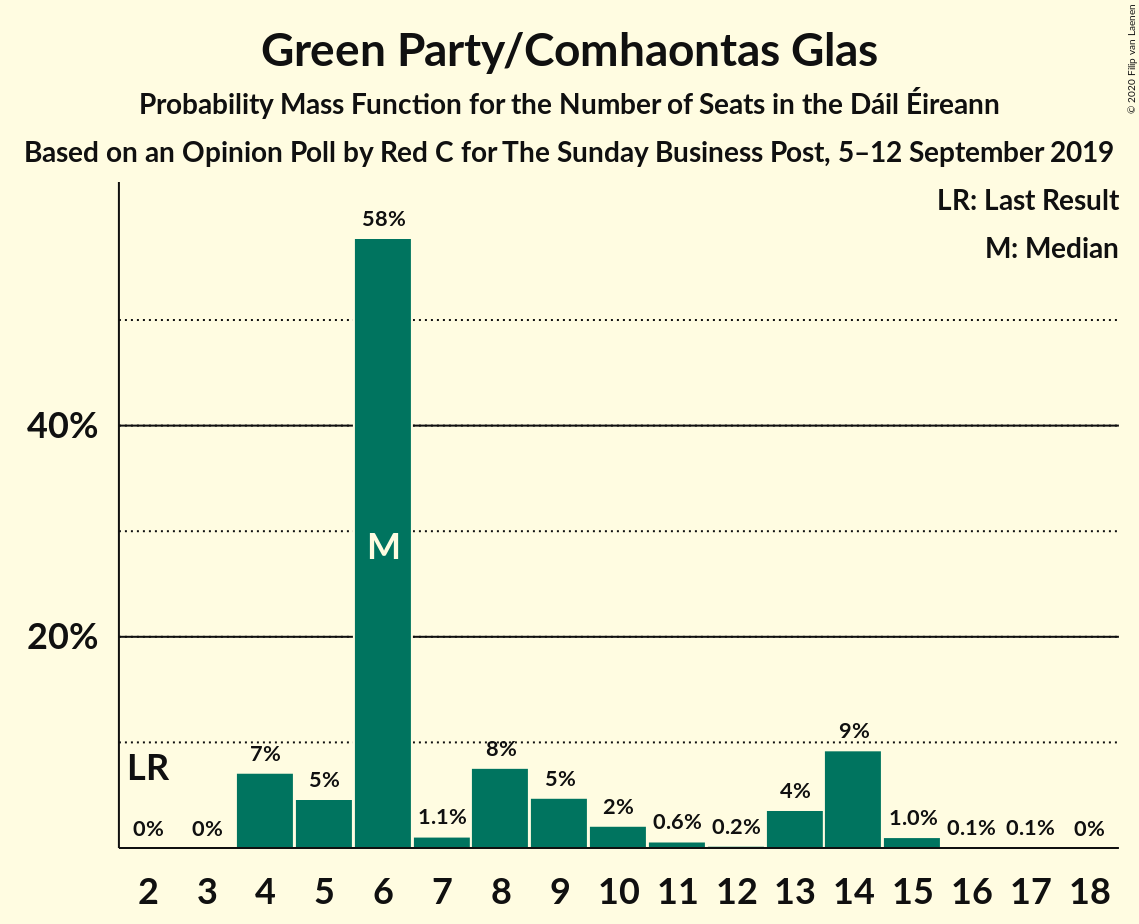 Green Party/Comhaontas Glas
Probability Mass Function for the Number of Seats in the Dáil Éireann
Based on an Opinion Poll by Red C for The Sunday Business Post, 5–12 September 2019
© 2020 Filip van Laenen
LR: Last Result
M: Median
58%
40%
M
20%
LR
0% 0% 7% 5% 1.1% 8% 5% 2% 0.6% 0.2% 4% 9% 1.0% 0.1% 0.1% 0%
2 3 4 5 6 7 8 9 10 11 12 13 14 15 16 17 18